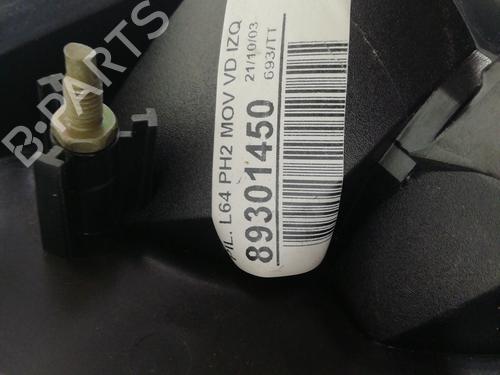 B-PARTS
L64 PH2 MOV VD IZQ
21/10/03
693/TT
89301450